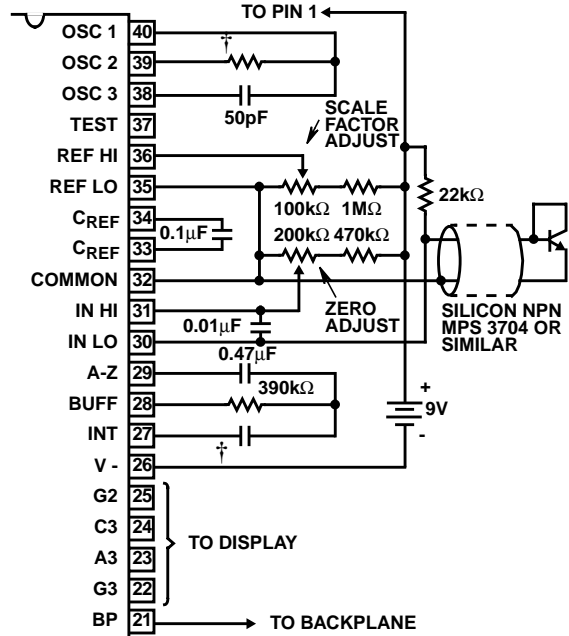 TO PIN 1
OSC 1 40
OSC 2 39
†
OSC 3 38
50pF
TEST 37
SCALE
FACTOR
ADJUST
REF HI 36
REF LO 35
100kΩ 1MΩ
22kΩ
CREF 34
0.1µF
CREF 33
200kΩ 470kΩ
COMMON 32
IN HI 31
0.01µF
ZERO
ADJUST
SILICON NPN
MPS 3704 OR
SIMILAR
IN LO 30
0.47µF
A-Z 29
390kΩ
BUFF 28
+
9V
-
INT 27
†
V - 26
G2 25
C3 24
TO DISPLAY
A3 23
G3 22
BP 21
TO BACKPLANE